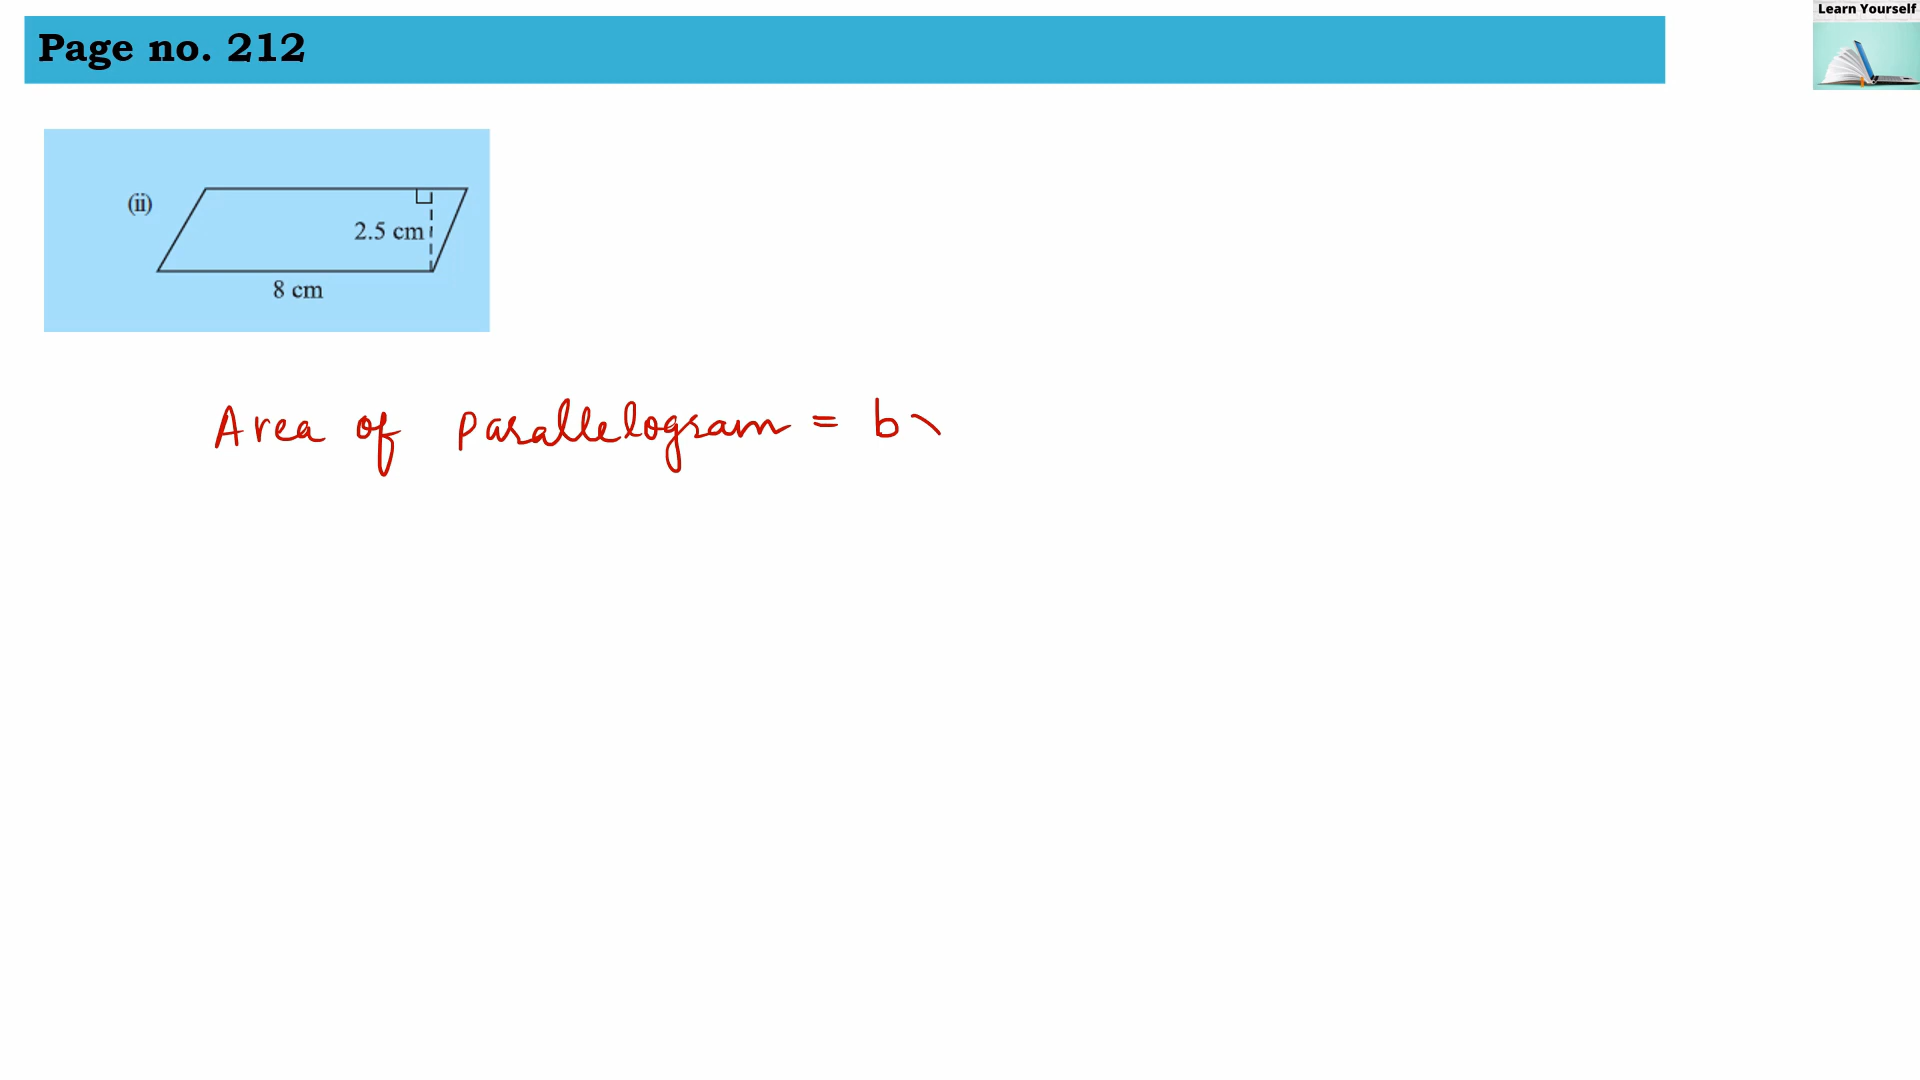 Page no. 212
Learn Yourself
(ii)
2.5 cm
8 cm
Area of parallelogram = b \